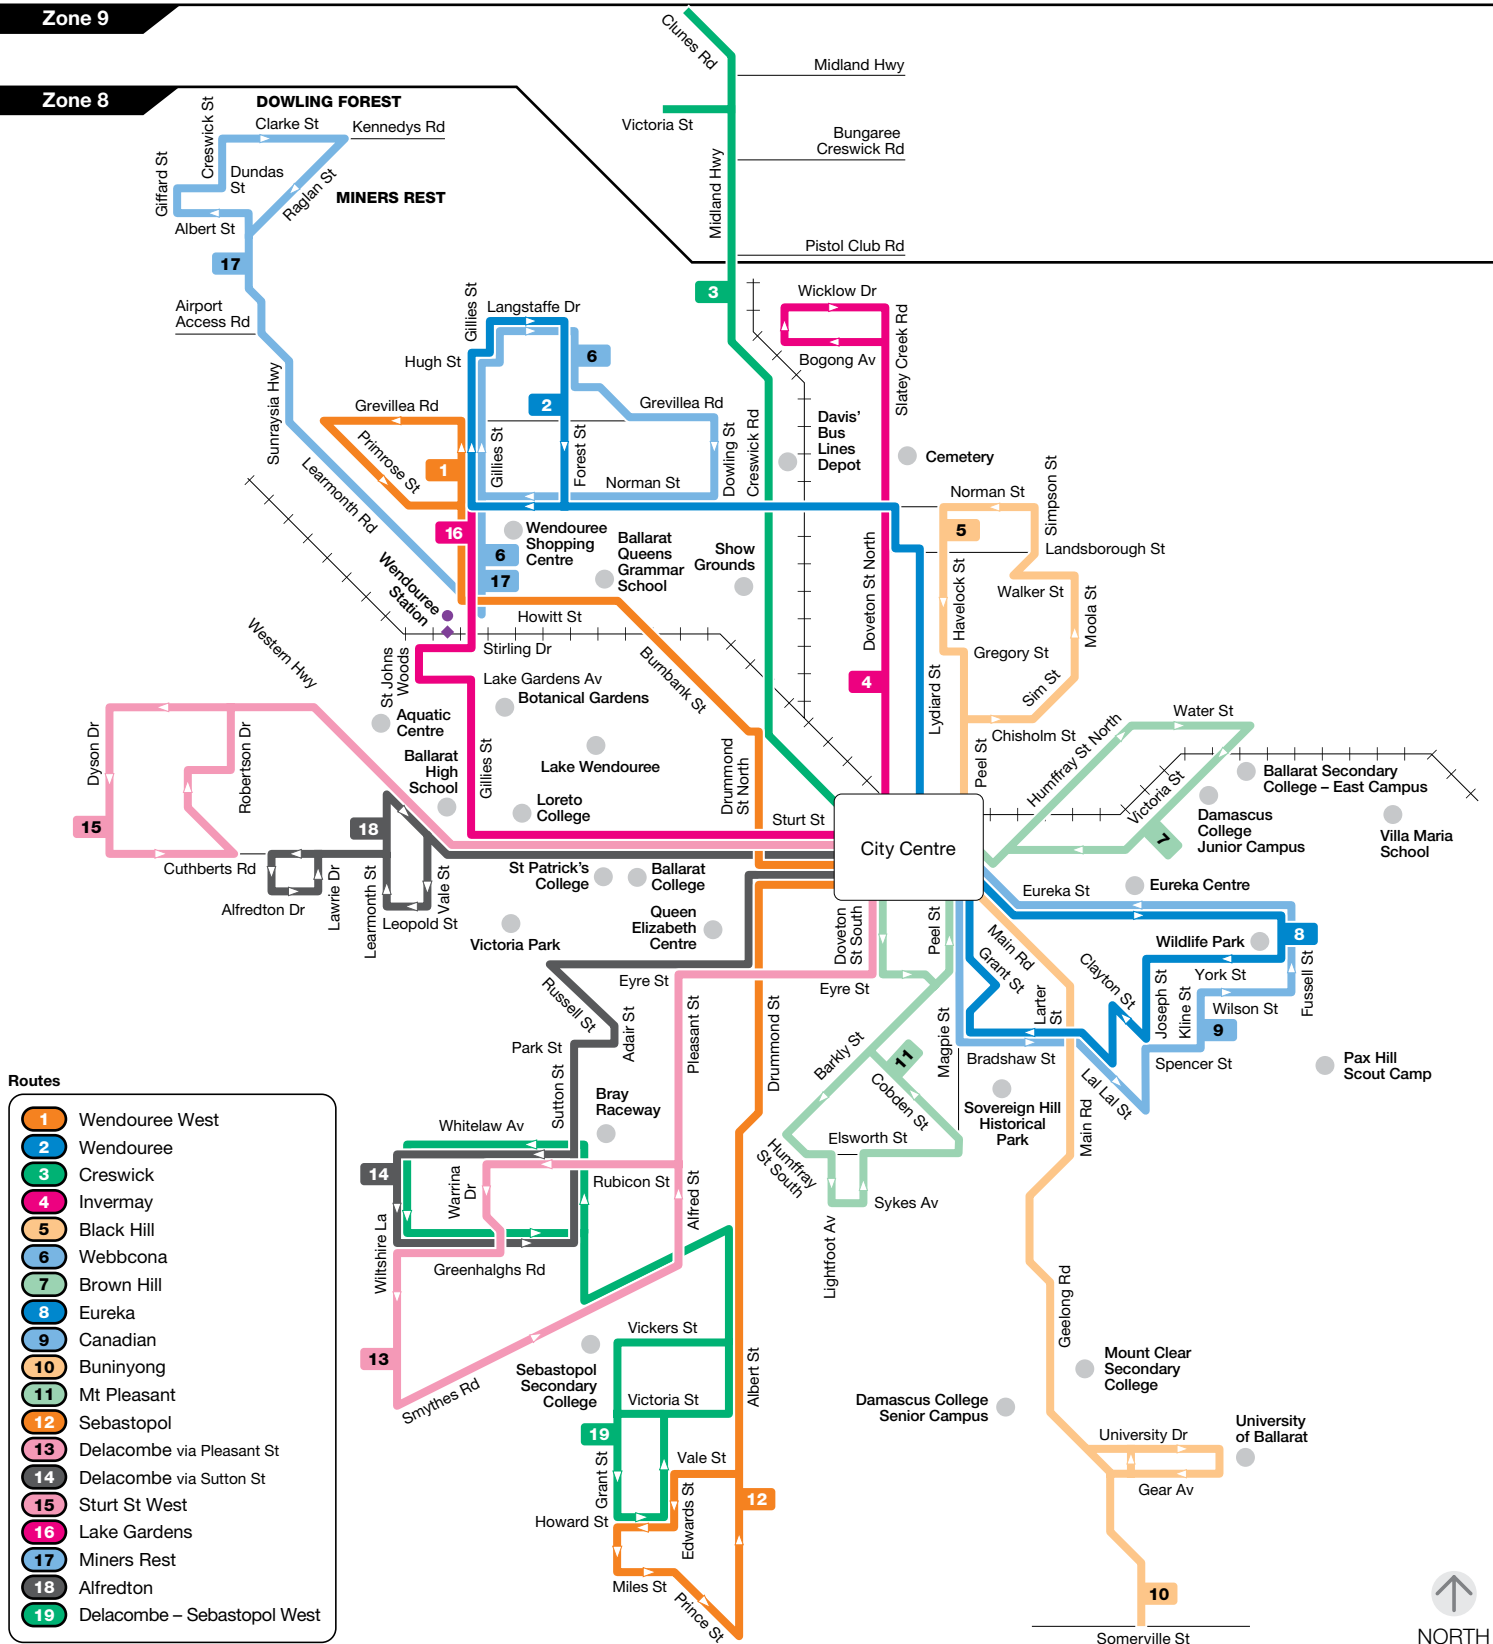 Zone 9
Clunes Rd
Midland Hwy
Zone 8
DOWLING FOREST
Creswick St
Clarke St
Kennedys Rd
Victoria St
Bungaree
Creswick Rd
Giffard St
Dundas
St
Raglan St
MINERS REST
Midland Hwy
Albert St
Pistol Club Rd
17
3
Airport
Access Rd
Gillies St
Langstaffe Dr
Wicklow Dr
Slatey Creek Rd
Hugh St
6
Bogong Av
Sunraysia Hwy
2
Grevillea Rd
Grevillea Rd
Primrose St
1
Gillies St
Forest St
Dowling St
Creswick Rd
Davis’
Bus
Lines
Depot
Cemetery
Simpson St
Learmonth Rd
Norman St
Norman St
16
Wendouree
Shopping
Centre
Ballarat
Queens
Grammar
School
Show
Grounds
5
Landsborough St
6
17
Wendouree
Station
Doveton St North
Havelock St
Walker St
Moola St
Howitt St
Western Hwy
St Johns
Woods
Stirling Dr
Burnbank St
Gregory St
Lake Gardens Av
4
Lydiard St
Sim St
Botanical Gardens
Aquatic
Centre
Water St
Dyson Dr
Robertson Dr
Ballarat
High
School
Gillies St
Lake Wendouree
Drummond
St North
Peel St
Chisholm St
Humffray St North
Victoria St
Ballarat Secondary
College – East Campus
Loreto
College
Damascus
College
Junior Campus
Villa Maria
School
15
18
Sturt St
City Centre
7
Cuthberts Rd
St Patrick’s
College
Ballarat
College
Eureka St
Eureka Centre
Alfredton Dr
Lawrie Dr
Learmonth St
Vale St
Leopold St
Victoria Park
Queen
Elizabeth
Centre
Doveton
St South
Peel St
Main Rd
Grant St
Wildlife Park
8
Clayton St
York St
Fussell St
Russell St
Eyre St
Eyre St
Larter
St
Joseph St
Kline St
Wilson St
Adair St
Pleasant St
Drummond St
Magpie St
9
Park St
Barkly St
11
Bradshaw St
Spencer St
Pax Hill
Scout Camp
Sutton St
Bray
Raceway
Cobden St
Sovereign Hill
Historical
Park
Lal Lal St
Main Rd
Whitelaw Av
Elsworth St
Humffray
St South
14
Warrina
Dr
Rubicon St
Alfred St
Sykes Av
Wiltshire La
Greenhalghs Rd
Lightfoot Av
Geelong Rd
Vickers St
13
Sebastopol
Secondary
College
Albert St
Mount Clear
Secondary
College
Smythes Rd
Victoria St
Damascus College
Senior Campus
19
University Dr
University
of Ballarat
Grant St
Vale St
Gear Av
12
Howard St
Edwards St
Miles St
Prince St
10
Somerville St
NORTH
Routes
1 Wendouree West
2 Wendouree
3 Creswick
4 Invermay
5 Black Hill
6 Webbcona
7 Brown Hill
8 Eureka
9 Canadian
10 Buninyong
11 Mt Pleasant
12 Sebastopol
13 Delacombe via Pleasant St
14 Delacombe via Sutton St
15 Sturt St West
16 Lake Gardens
17 Miners Rest
18 Alfredton
19 Delacombe – Sebastopol West